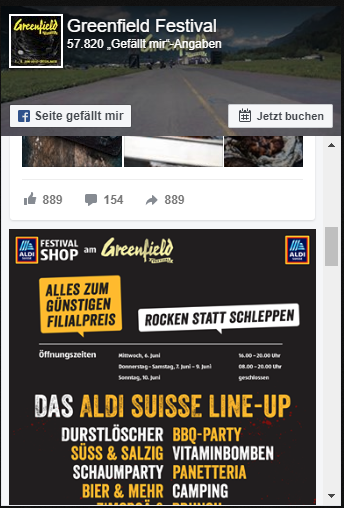 Greenfield Festival
57.820 „Gefällt mir“-Angaben
Greenfield
Seite gefällt mir
Jetzt buchen
889 154 889
ALDI SUISSE FESTIVAL SHOP am Greenfield ALDI SUISSE
ALLES ZUM
GÜNSTIGEN
FILIALPREIS
ROCKEN STATT SCHLEPPEN
Öffnungszeiten Mittwoch, 6. Juni 16.00 – 20.00 Uhr
Donnerstag – Samstag, 7. Juni – 9. Juni 08.00 – 20.00 Uhr
Sonntag, 10. Juni geschlossen
DAS ALDI SUISSE LINE-UP
DURSTLÖSCHER BBQ-PARTY
SÜSS & SALZIG VITAMINBOMBEN
SCHAUMPARTY PANETTERIA
BIER & MEHR CAMPING